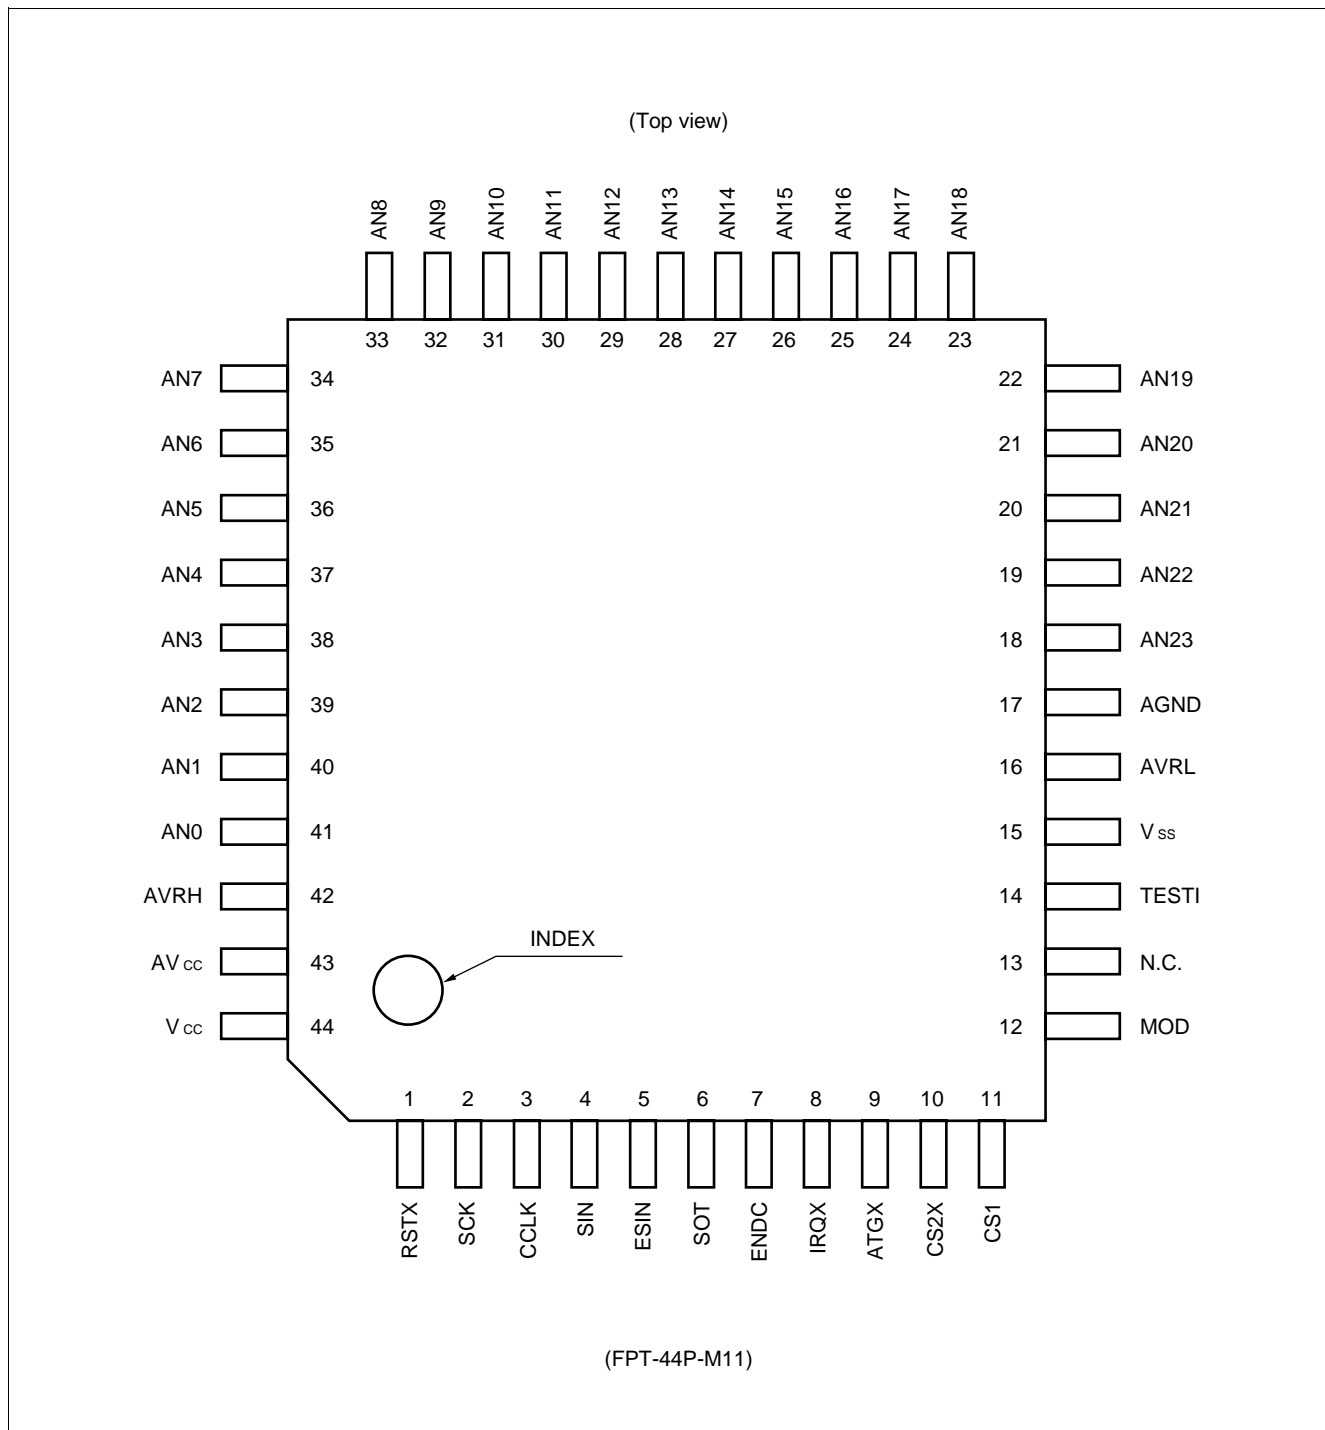 (Top view)
AN8 AN9 AN10 AN11 AN12 AN13 AN14 AN15 AN16 AN17 AN18
33 32 31 30 29 28 27 26 25 24 23
AN7 34 22 AN19
AN6 35 21 AN20
AN5 36 20 AN21
AN4 37 19 AN22
AN3 38 18 AN23
AN2 39 17 AGND
AN1 40 16 AVRL
AN0 41 15 Vss
AVRH 42 14 TESTI
INDEX
AVcc 43 13 N.C.
Vcc 44 12 MOD
1 2 3 4 5 6 7 8 9 10 11
RSTX SCK CCLK SIN ESIN SOT ENDC IRQX ATGX CS2X CS1
(FPT-44P-M11)